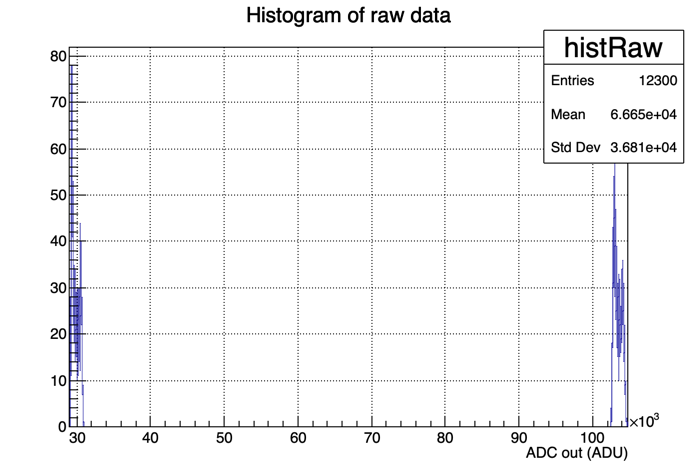 Histogram of raw data
histRaw
Entries 12300
Mean 6.665e+04
Std Dev 3.681e+04
80
70
60
50
40
30
20
10
0
30 40 50 60 70 80 90 100
×10³
ADC out (ADU)